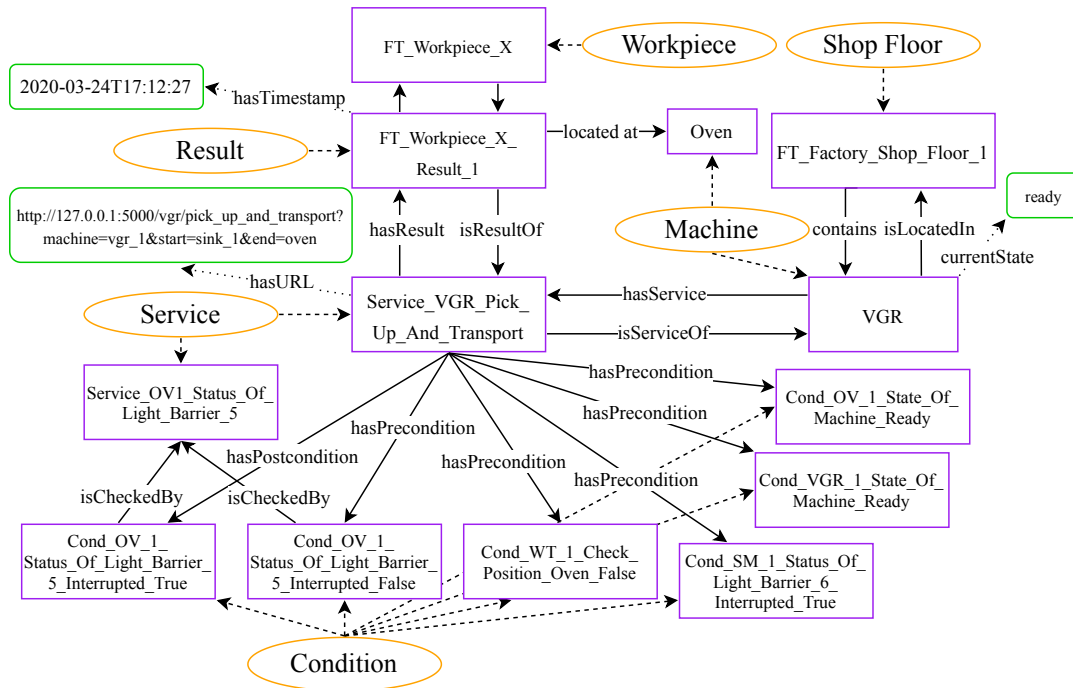 FT_Workpiece_X
Workpiece
Shop Floor
2020-03-24T17:12:27
hasTimestamp
Result
FT_Workpiece_X_
Result_1
located at
Oven
FT_Factory_Shop_Floor_1
http://127.0.0.1:5000/vgr/pick_up_and_transport?
machine=vgr_1&start=sink_1&end=oven
hasResult
isResultOf
Machine
contains
isLocatedIn
ready
currentState
hasURL
Service
Service_VGR_Pick_
Up_And_Transport
hasService
isServiceOf
VGR
Service_OV1_Status_Of_
Light_Barrier_5
hasPrecondition
Cond_OV_1_State_Of_
Machine_Ready
hasPrecondition
hasPrecondition
hasPostcondition
hasPrecondition
hasPrecondition
Cond_VGR_1_State_Of_
Machine_Ready
isCheckedBy
isCheckedBy
Cond_OV_1_
Status_Of_Light_Barrier_
5_Interrupted_True
Cond_OV_1_
Status_Of_Light_Barrier_
5_Interrupted_False
Cond_WT_1_Check_
Position_Oven_False
Cond_SM_1_Status_Of_
Light_Barrier_6_
Interrupted_True
Condition